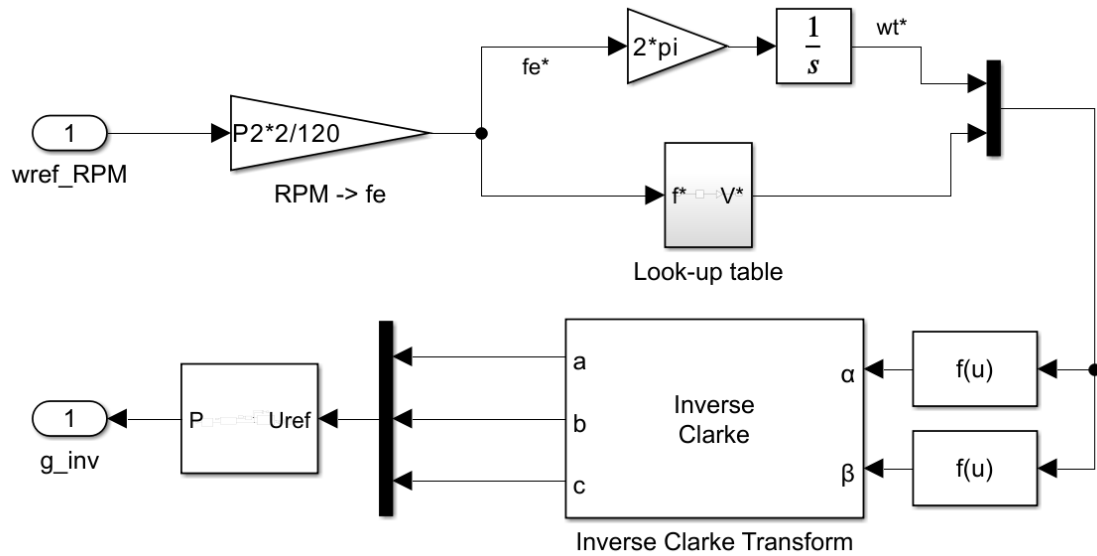 fe*
2*pi
1
s
wt*
1
wref_RPM
P2*2/120
RPM -> fe
f*
V*
Look-up table
a
b
c
Inverse
Clarke
α
β
Inverse Clarke Transform
f(u)
f(u)
P
Uref
1
g_inv